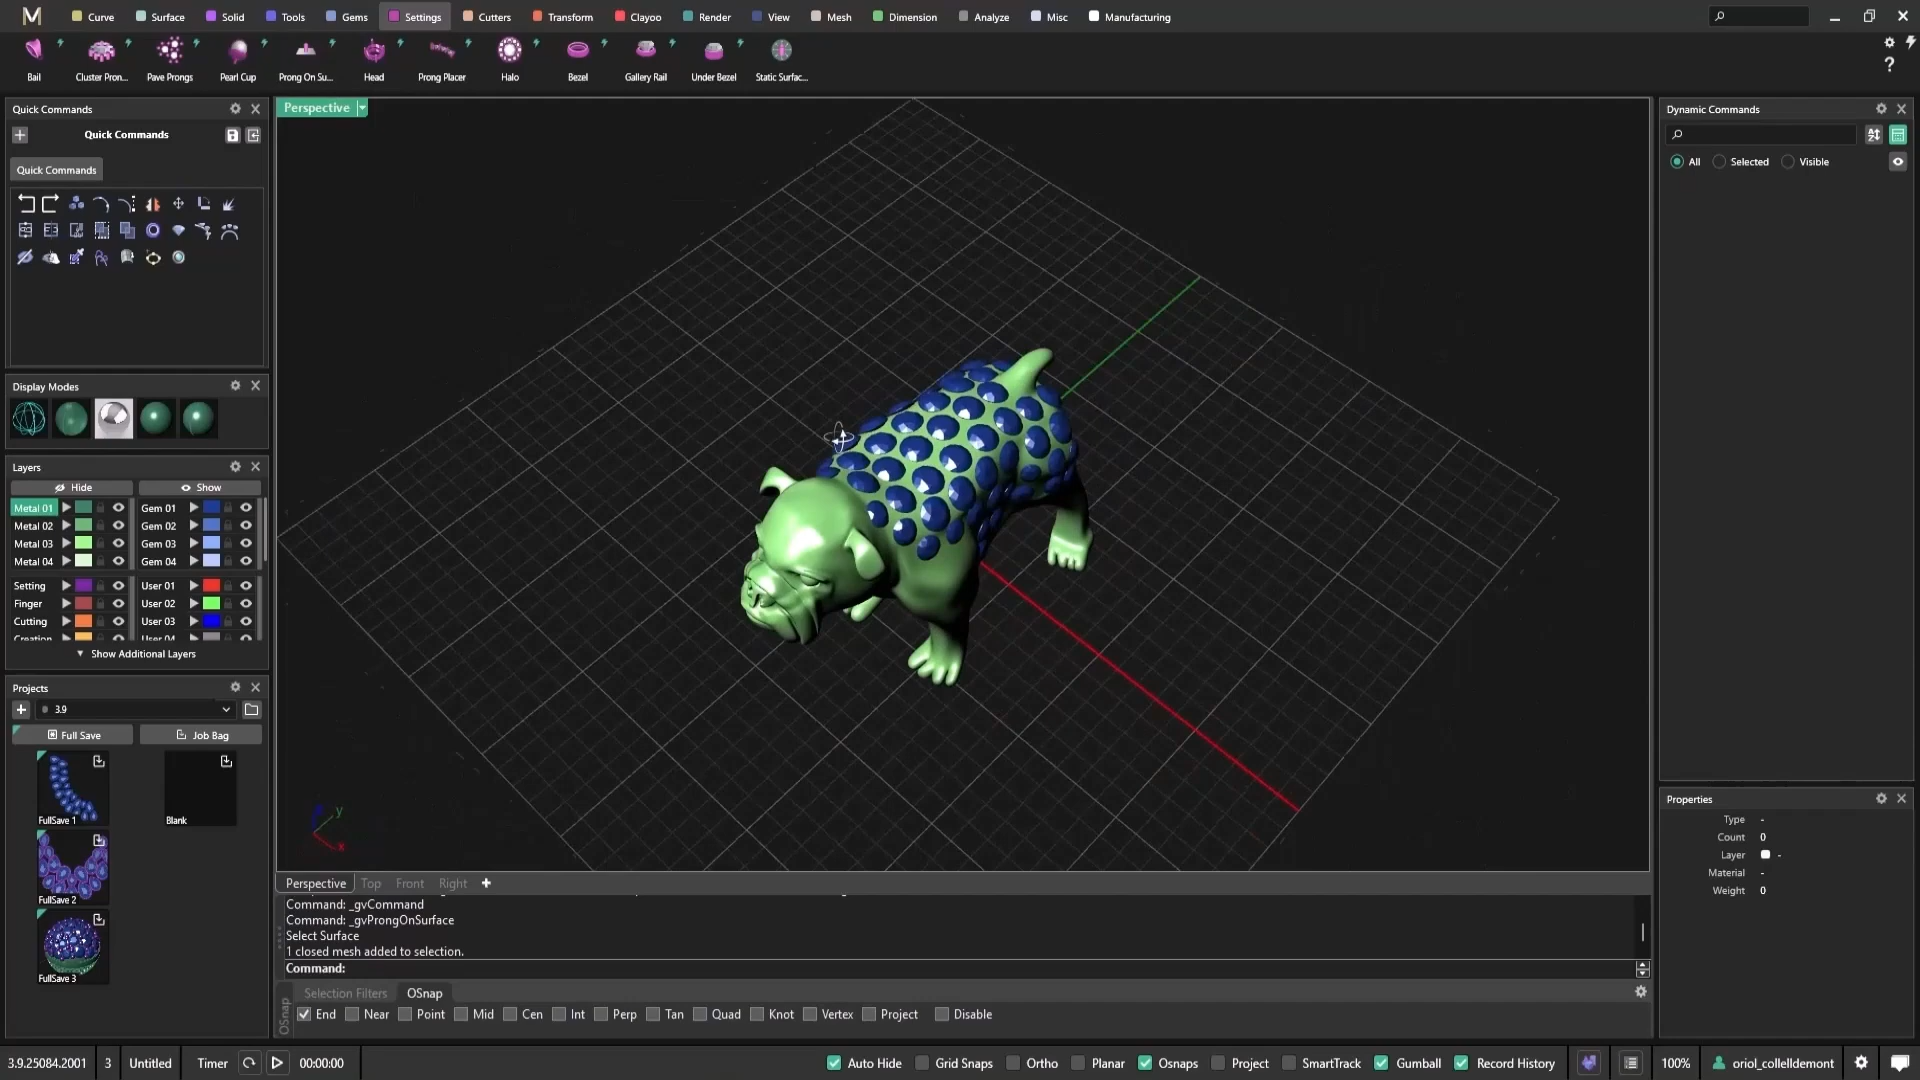 M Curve Surface Solid Tools Gems Settings Cutters Transform Clayoo Render View Mesh Dimension Analyze Misc Manufacturing
Bail Cluster Pron... Pave Prongs Pearl Cup Prong On Su... Head Prong Placer Halo Bezel Gallery Rail Under Bezel Static Surfac...
?
Quick Commands
Quick Commands
Quick Commands
Display Modes
Layers
Hide Show
Metal 01 Gem 01
Metal 02 Gem 02
Metal 03 Gem 03
Metal 04 Gem 04
Setting User 01
Finger User 02
Cutting User 03
Creation User 04
Show Additional Layers
Projects
3.9
Full Save Job Bag
FullSave 1 Blank
FullSave 2
FullSave 3
Perspective
y
x
Perspective Top Front Right
Command: _gvCommand
Command: _gvProngOnSurface
Select Surface
1 closed mesh added to selection.
Command:
Selection Filters OSnap
OSnap
End Near Point Mid Cen Int Perp Tan Quad Knot Vertex Project Disable
Dynamic Commands
All Selected Visible
Properties
Type -
Count 0
Layer -
Material -
Weight 0
3.9.25084.2001 3 Untitled Timer 00:00:00 Auto Hide Grid Snaps Ortho Planar Osnaps Project SmartTrack Gumball Record History 100% oriol_collelldemont